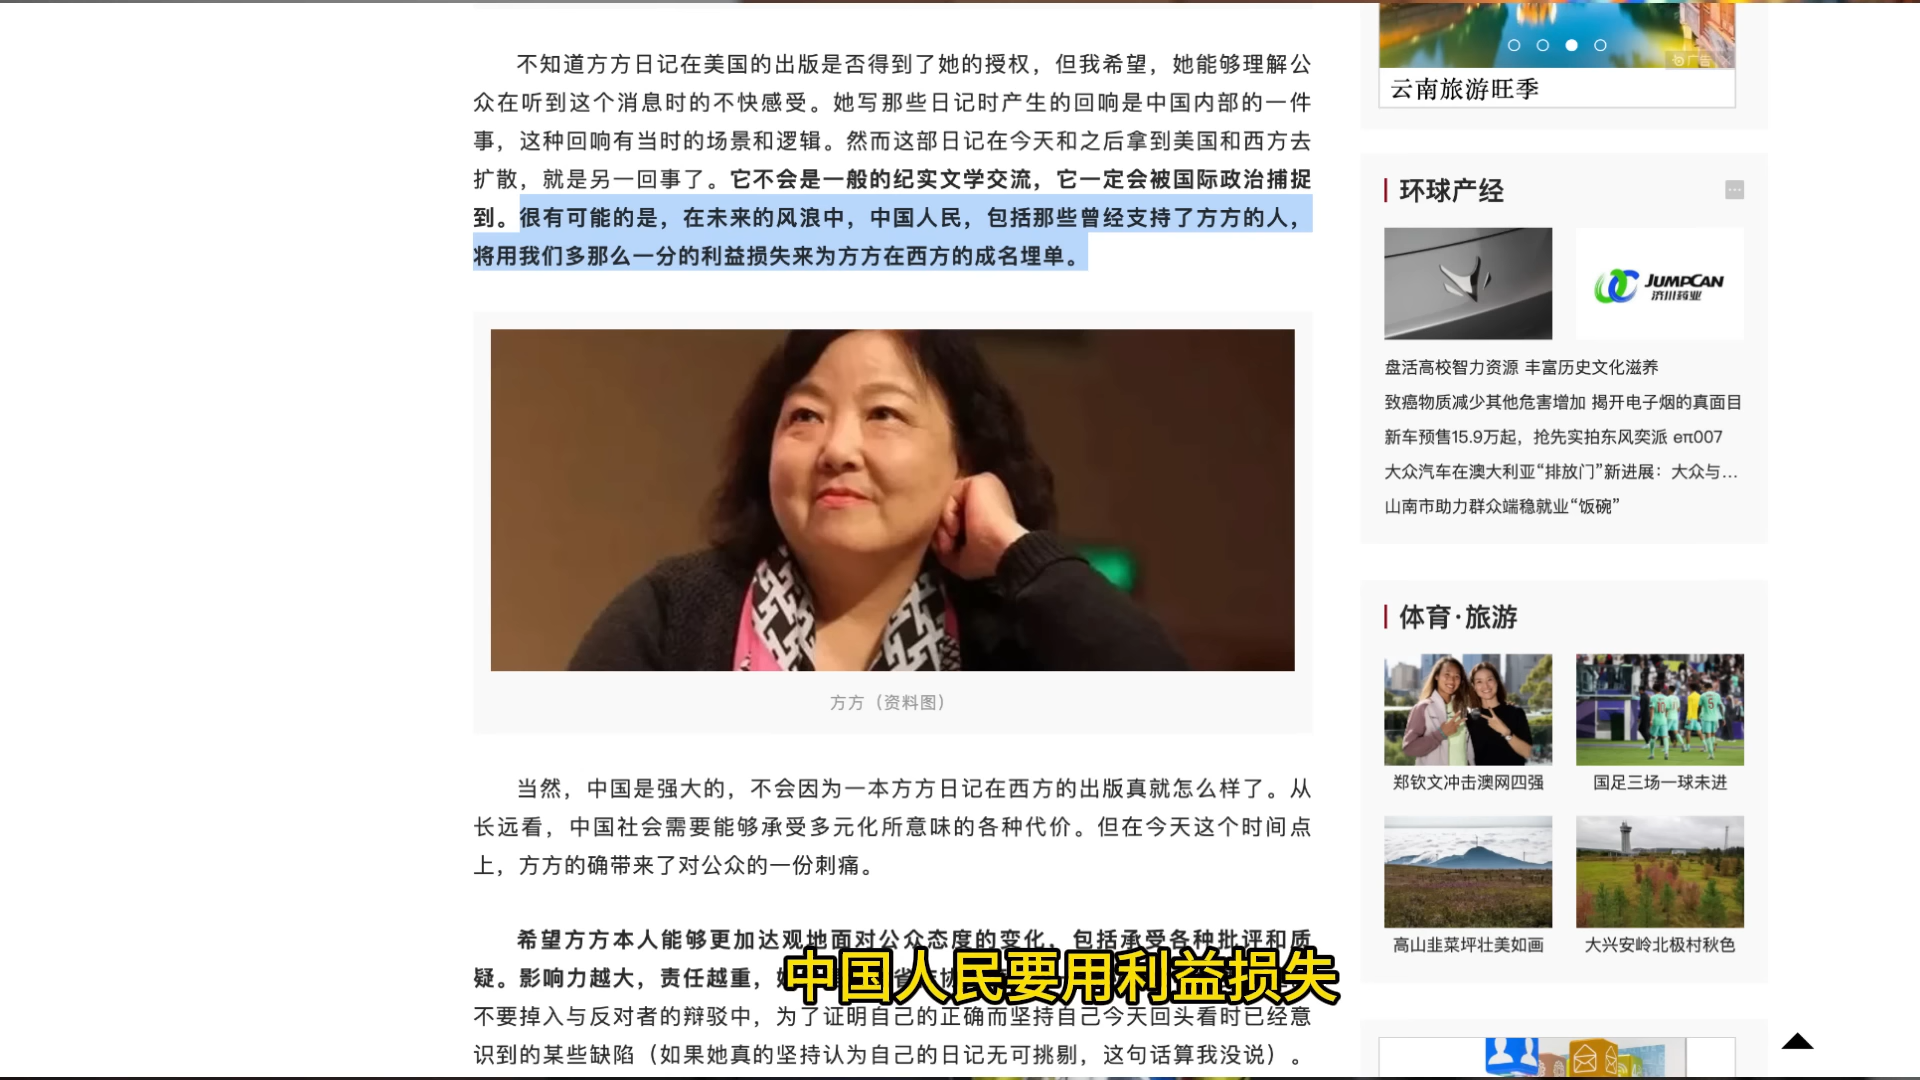 不知道方方日记在美国的出版是否得到了她的授权，但我希望，她能够理解公
众在听到这个消息时的不快感受。她写那些日记时产生的回响是中国内部的一件
事，这种回响有当时的场景和逻辑。然而这部日记在今天和之后拿到美国和西方去
扩散，就是另一回事了。它不会是一般的纪实文学交流，它一定会被国际政治捕捉
到。很有可能的是，在未来的风浪中，中国人民，包括那些曾经支持了方方的人，
将用我们多那么一分的利益损失来为方方在西方的成名埋单。
方方（资料图）
当然，中国是强大的，不会因为一本方方日记在西方的出版真就怎么样了。从
长远看，中国社会需要能够承受多元化所意味的各种代价。但在今天这个时间点
上，方方的确带来了对公众的一份刺痛。
希望方方本人能够更加达观地面对公众态度的变化，包括承受各种批评和质
疑。影响力越大，责任越重，
不要掉入与反对者的辩驳中，为了证明自己的正确而坚持自己今天回头看时已经意
识到的某些缺陷（如果她真的坚持认为自己的日记无可挑剔，这句话算我没说）。
中国人民要用利益损失
广告
云南旅游旺季
环球产经
JUMPCAN
济川药业
盘活高校智力资源 丰富历史文化滋养
致癌物质减少其他危害增加 揭开电子烟的真面目
新车预售15.9万起，抢先实拍东风奕派 eπ007
大众汽车在澳大利亚“排放门”新进展：大众与...
山南市助力群众端稳就业“饭碗”
体育·旅游
郑钦文冲击澳网四强
国足三场一球未进
高山韭菜坪壮美如画
大兴安岭北极村秋色